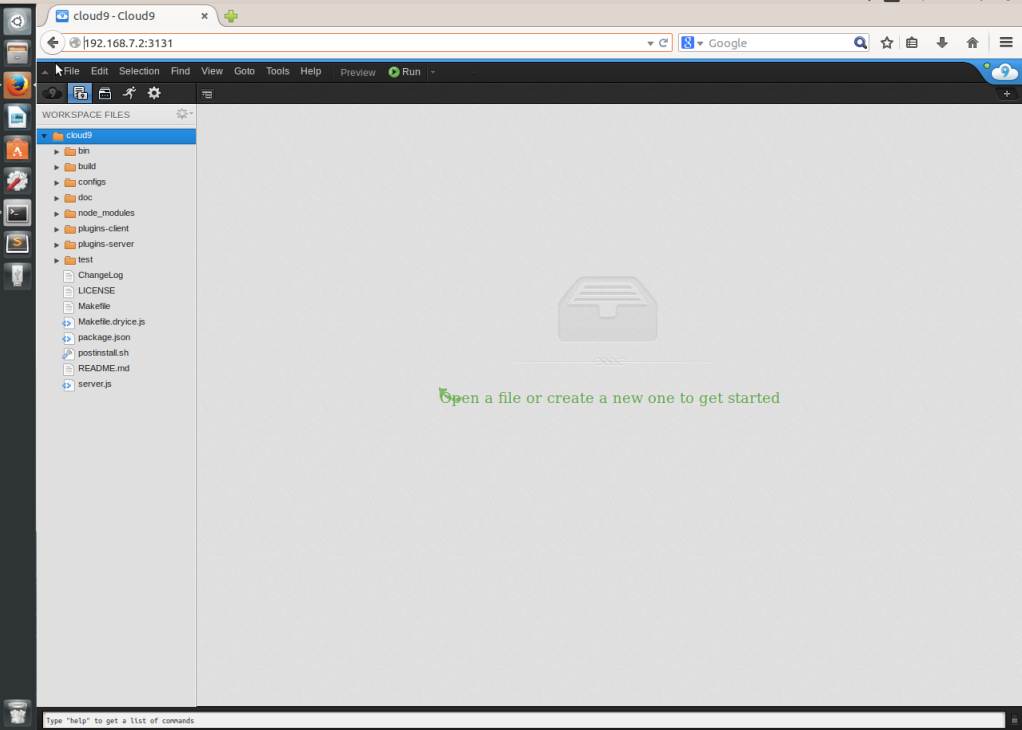 cloud9 - Cloud9
192.168.7.2:3131
Google
File Edit Selection Find View Goto Tools Help Preview Run
WORKSPACE FILES
cloud9
bin
build
configs
doc
node_modules
plugins-client
plugins-server
test
ChangeLog
LICENSE
Makefile
Makefile.dryice.js
package.json
postinstall.sh
README.md
server.js
Open a file or create a new one to get started
Type "help" to get a list of commands